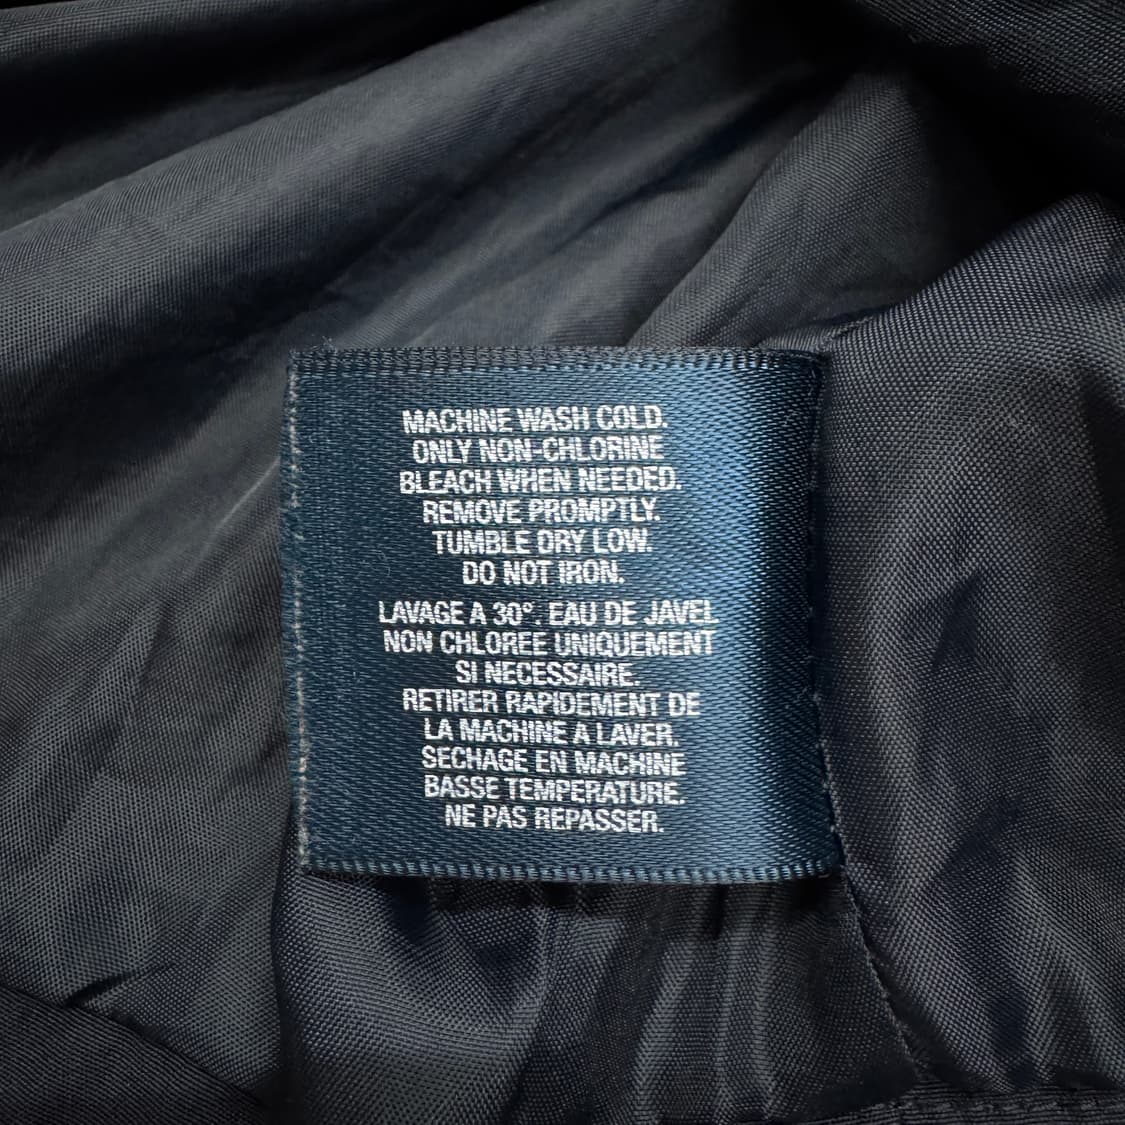 MACHINE WASH COLD.
ONLY NON-CHLORINE
BLEACH WHEN NEEDED.
REMOVE PROMPTLY.
TUMBLE DRY LOW.
DO NOT IRON.
LAVAGE A 30°. EAU DE JAVEL
NON CHLOREE UNIQUEMENT
SI NECESSAIRE.
RETIRER RAPIDEMENT DE
LA MACHINE A LAVER.
SECHAGE EN MACHINE
BASSE TEMPERATURE.
NE PAS REPASSER.